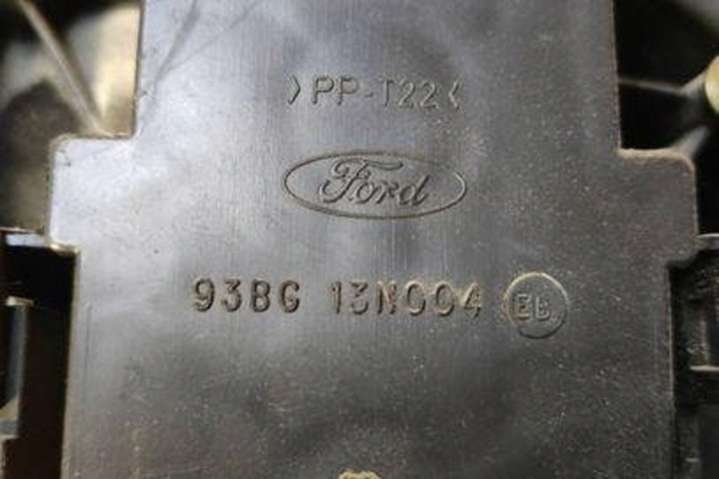 >PP-T22<
Ford
93BG 13N004 EB